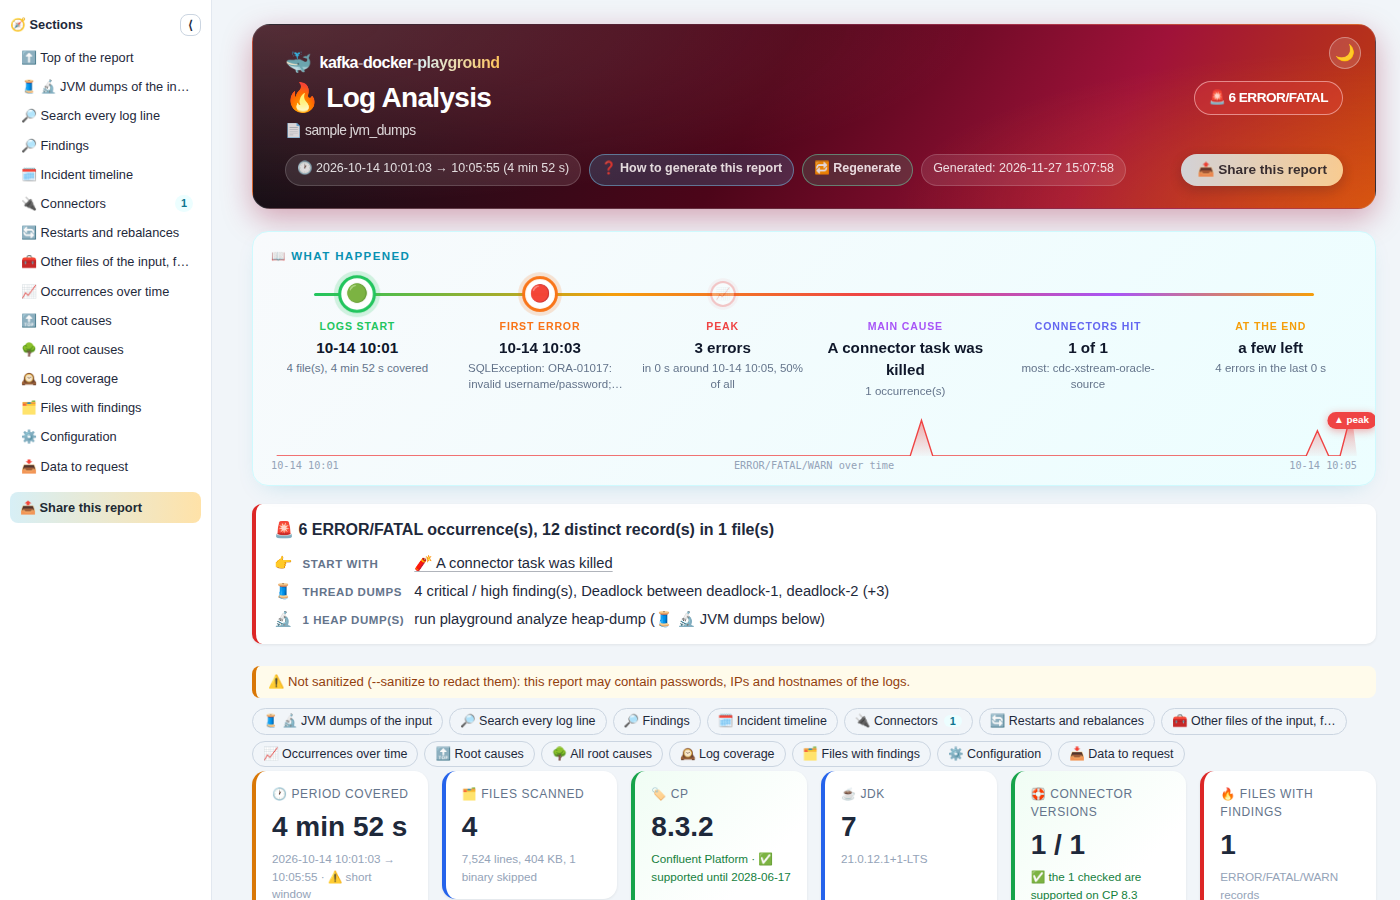 Sections
⟨
Top of the report
JVM dumps of the in…
Search every log line
Findings
Incident timeline
Connectors 1
Restarts and rebalances
Other files of the input, f…
Occurrences over time
Root causes
All root causes
Log coverage
Files with findings
Configuration
Data to request
Share this report
kafka-docker-playground
Log Analysis
6 ERROR/FATAL
sample jvm_dumps
2026-10-14 10:01:03 → 10:05:55 (4 min 52 s)
How to generate this report
Regenerate
Generated: 2026-11-27 15:07:58
Share this report
WHAT HAPPENED
LOGS START
10-14 10:01
4 file(s), 4 min 52 s covered
FIRST ERROR
10-14 10:03
SQLException: ORA-01017:
invalid username/password;…
PEAK
3 errors
in 0 s around 10-14 10:05, 50%
of all
MAIN CAUSE
A connector task was
killed
1 occurrence(s)
CONNECTORS HIT
1 of 1
most: cdc-xstream-oracle-
source
AT THE END
a few left
4 errors in the last 0 s
▲ peak
10-14 10:01
ERROR/FATAL/WARN over time
10-14 10:05
6 ERROR/FATAL occurrence(s), 12 distinct record(s) in 1 file(s)
START WITH A connector task was killed
THREAD DUMPS 4 critical / high finding(s), Deadlock between deadlock-1, deadlock-2 (+3)
1 HEAP DUMP(S) run playground analyze heap-dump (🧵 🔬 JVM dumps below)
Not sanitized (--sanitize to redact them): this report may contain passwords, IPs and hostnames of the logs.
JVM dumps of the input
Search every log line
Findings
Incident timeline
Connectors 1
Restarts and rebalances
Other files of the input, f…
Occurrences over time
Root causes
All root causes
Log coverage
Files with findings
Configuration
Data to request
PERIOD COVERED
4 min 52 s
2026-10-14 10:01:03 →
10:05:55 · ⚠️ short
window
FILES SCANNED
4
7,524 lines, 404 KB, 1
binary skipped
CP
8.3.2
Confluent Platform · ✅
supported until 2028-06-17
JDK
7
21.0.12.1+1-LTS
CONNECTOR
VERSIONS
1 / 1
✅ the 1 checked are
supported on CP 8.3
FILES WITH
FINDINGS
1
ERROR/FATAL/WARN
records